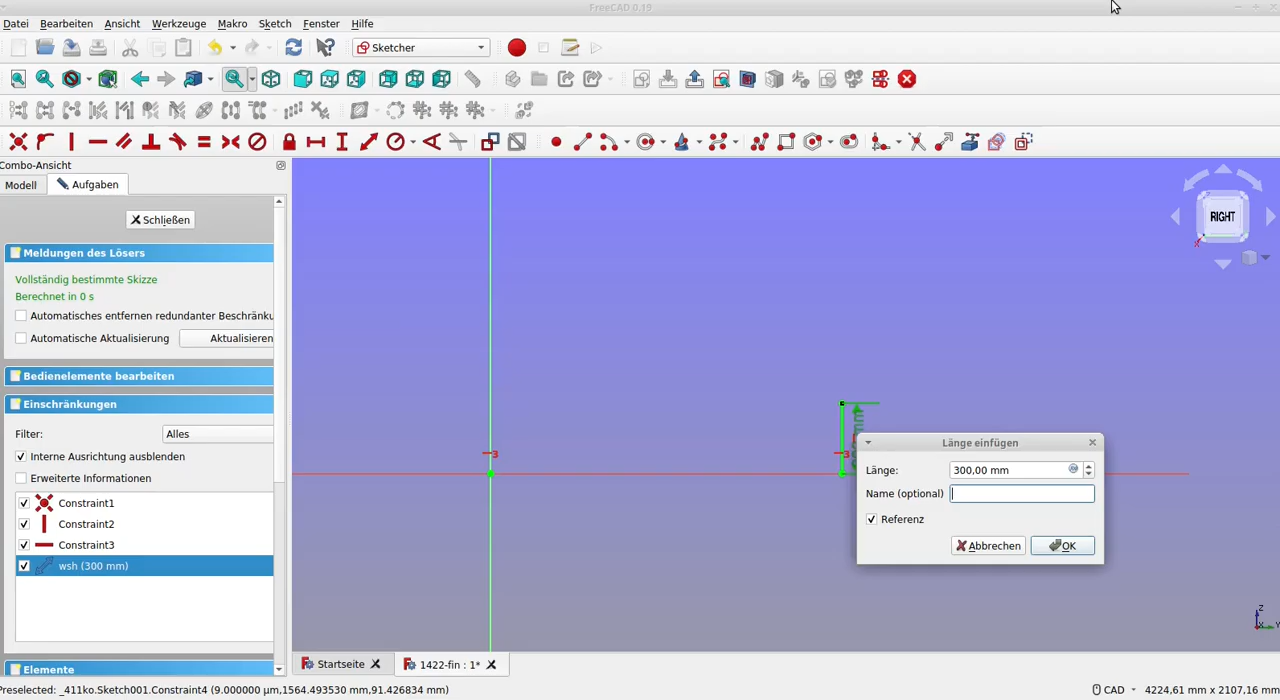 FreeCAD 0.19
Datei Bearbeiten Ansicht Werkzeuge Makro Sketch Fenster Hilfe
Sketcher
Combo-Ansicht
Modell Aufgaben
Schließen
Meldungen des Lösers
Vollständig bestimmte Skizze
Berechnet in 0 s
Automatisches entfernen redundanter Beschränku
Automatische Aktualisierung Aktualisieren
Bedienelemente bearbeiten
Einschränkungen
Filter: Alles
Interne Ausrichtung ausblenden
Erweiterte Informationen
Constraint1
Constraint2
Constraint3
wsh (300 mm)
Elemente
RIGHT
X
3
3
Länge einfügen
Länge: 300,00 mm
Name (optional)
Referenz
Abbrechen OK
Z
X Y
Startseite 1422-fin : 1*
Preselected: _411ko.Sketch001.Constraint4 (9.000000 µm,1564.493530 mm,91.426834 mm) CAD 4224,61 mm x 2107,16 mm